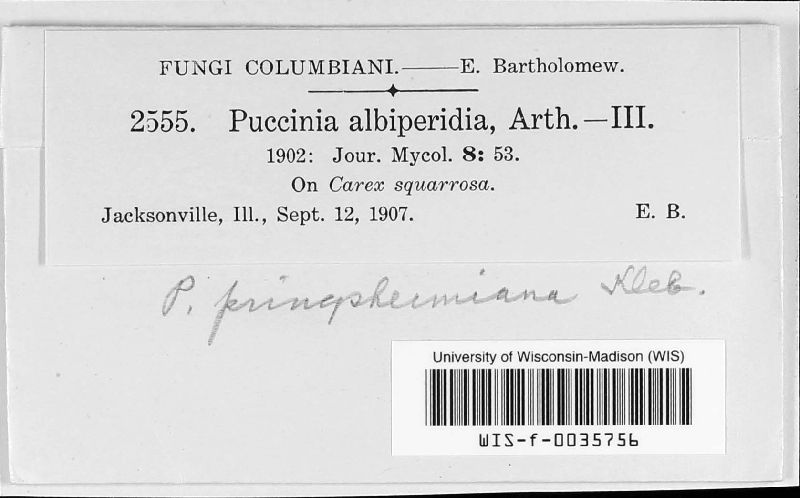 FUNGI COLUMBIANI.——E. Bartholomew.
2555. Puccinia albiperidia, Arth.—III.
1902: Jour. Mycol. 8: 53.
On Carex squarrosa.
Jacksonville, Ill., Sept. 12, 1907. E. B.
P. pringsheimiana Kleb.
University of Wisconsin-Madison (WIS)
WIS-f-0035756